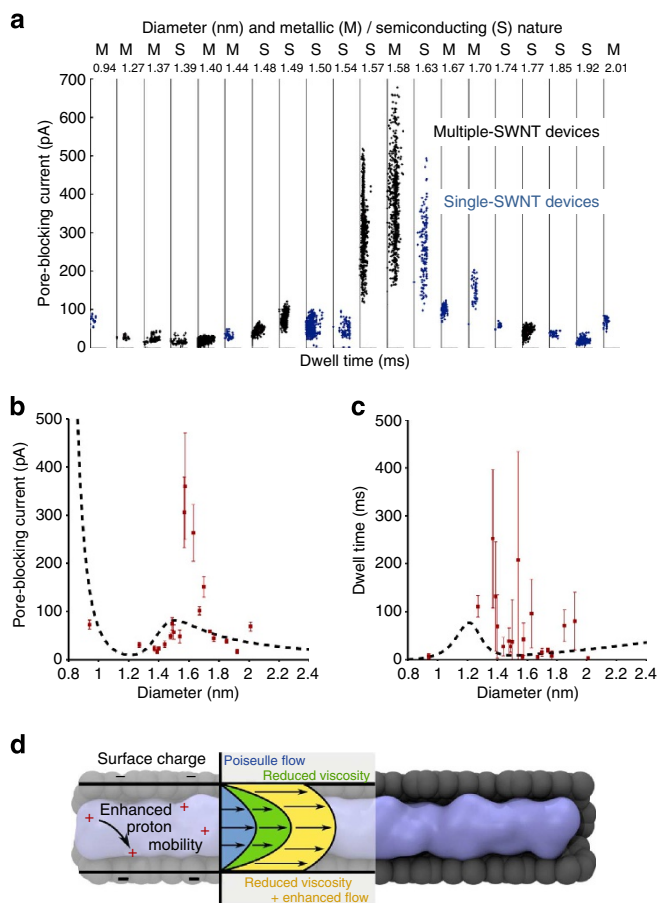 a
Diameter (nm) and metallic (M) / semiconducting (S) nature
M M M S M M S S S S S M S M M S S S S M
0.94 1.27 1.37 1.39 1.40 1.44 1.48 1.49 1.50 1.54 1.57 1.58 1.63 1.67 1.70 1.74 1.77 1.85 1.92 2.01
Pore-blocking current (pA)
700
600
500
400
300
200
100
0
Multiple-SWNT devices
Single-SWNT devices
Dwell time (ms)
b
Pore-blocking current (pA)
500
400
300
200
100
0
0.8 1 1.2 1.4 1.6 1.8 2 2.2 2.4
Diameter (nm)
c
Dwell time (ms)
500
400
300
200
100
0
0.8 1 1.2 1.4 1.6 1.8 2 2.2 2.4
Diameter (nm)
d
Surface charge
– –
Poiseulle flow
Reduced viscosity
+ + + +
Enhanced
proton
mobility
– –
Reduced viscosity
+ enhanced flow